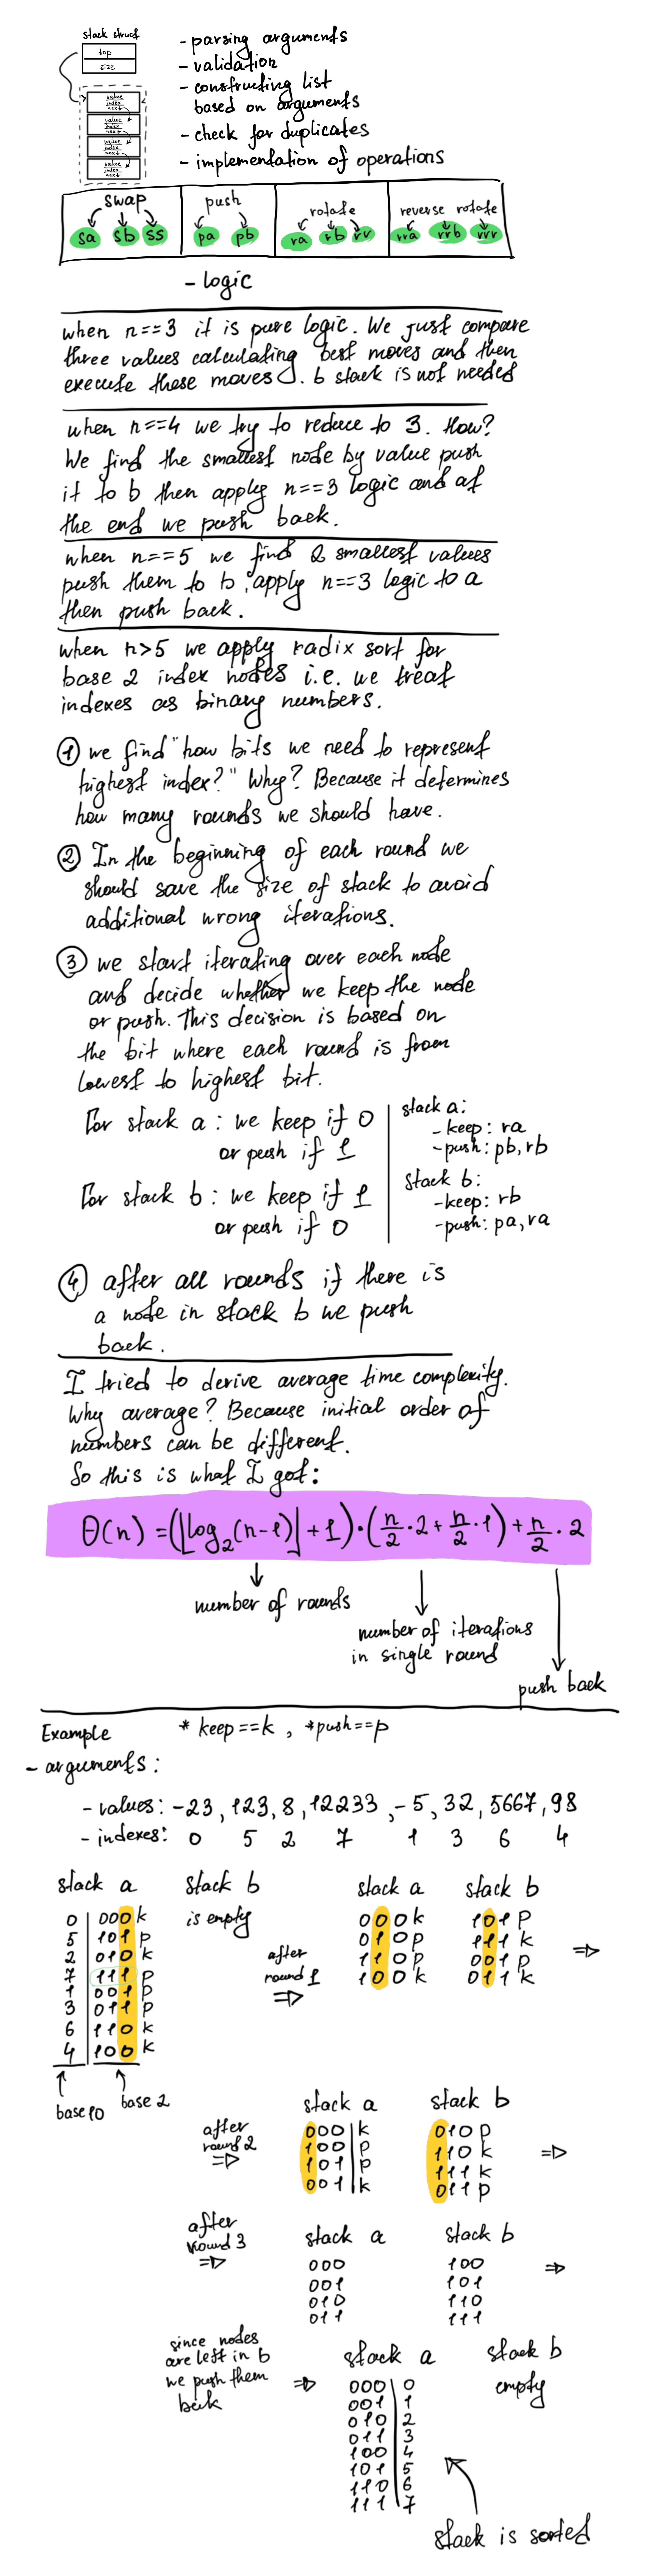 stack struct
top
size
value
index
next
value
index
next
value
index
next
value
index
next
- parsing arguments
- validation
- constructing list
based on arguments
- check for duplicates
- implementation of operations
swap
sa sb ss
push
pa pb
rotate
ra rb rr
reverse rotate
rra rrb rrr
- logic
when n==3 it is pure logic. We just compare
three values calculating best moves and then
execute these moves. b stack is not needed
when n==4 we try to reduce to 3. How?
We find the smallest node by value push
it to b then apply n==3 logic and at
the end we push back.
when n==5 we find 2 smallest values
push them to b, apply n==3 logic to a
then push back.
when n>5 we apply radix sort for
base 2 index nodes i.e. we treat
indexes as binary numbers.
① we find "how bits we need to represent
highest index?" Why? Because it determines
how many rounds we should have.
② In the beginning of each round we
should save the size of stack to avoid
additional wrong iterations.
③ we start iterating over each node
and decide whether we keep the node
or push. This decision is based on
the bit where each round is from
lowest to highest bit.
For stack a: we keep if 0
or push if 1
For stack b: we keep if 1
or push if 0
stack a:
- keep: ra
- push: pb, rb
stack b:
- keep: rb
- push: pa, ra
④ after all rounds if there is
a node in stack b we push
back.
I tried to derive average time complexity.
Why average? Because initial order of
numbers can be different.
So this is what I got:
Θ(n) = (⌊log₂(n-1)⌋+1)·(n/2·2+n/2·1)+n/2·2
number of rounds
number of iterations
in single round
push back
Example * keep==k , *push==p
- arguments:
- values: -23, 123, 8, 12233, -5, 32, 5667, 98
- indexes: 0 5 2 7 1 3 6 4
stack a
0 | 000 k
5 | 101 p
2 | 010 k
7 | 111 p
1 | 001 p
3 | 011 p
6 | 110 k
4 | 100 k
base 10 base 2
stack b
is empty
after
round 1
⇒
stack a
000 k
010 p
110 p
100 k
stack b
101 p
111 k
001 p
011 k
⇒
after
round 2
⇒
stack a
000 | k
100 | p
101 | p
001 | k
stack b
010 p
110 k
111 k
011 p
⇒
after
round 3
⇒
stack a
000
001
010
011
stack b
100
101
110
111
⇒
since nodes
are left in b
we push them
back
⇒
stack a
000 | 0
001 | 1
010 | 2
011 | 3
100 | 4
101 | 5
110 | 6
111 | 7
stack b
empty
stack is sorted